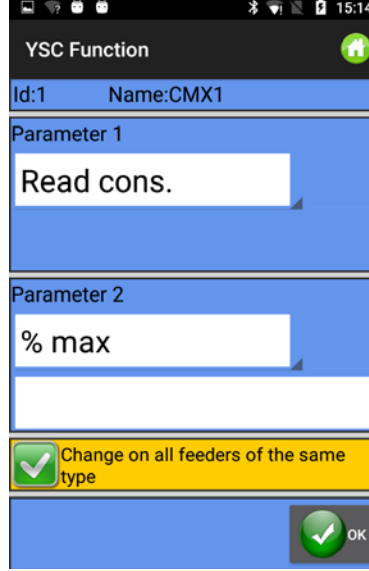 15:14
YSC Function
Id:1 Name:CMX1
Parameter 1
Read cons.
Parameter 2
% max
Change on all feeders of the same
type
OK